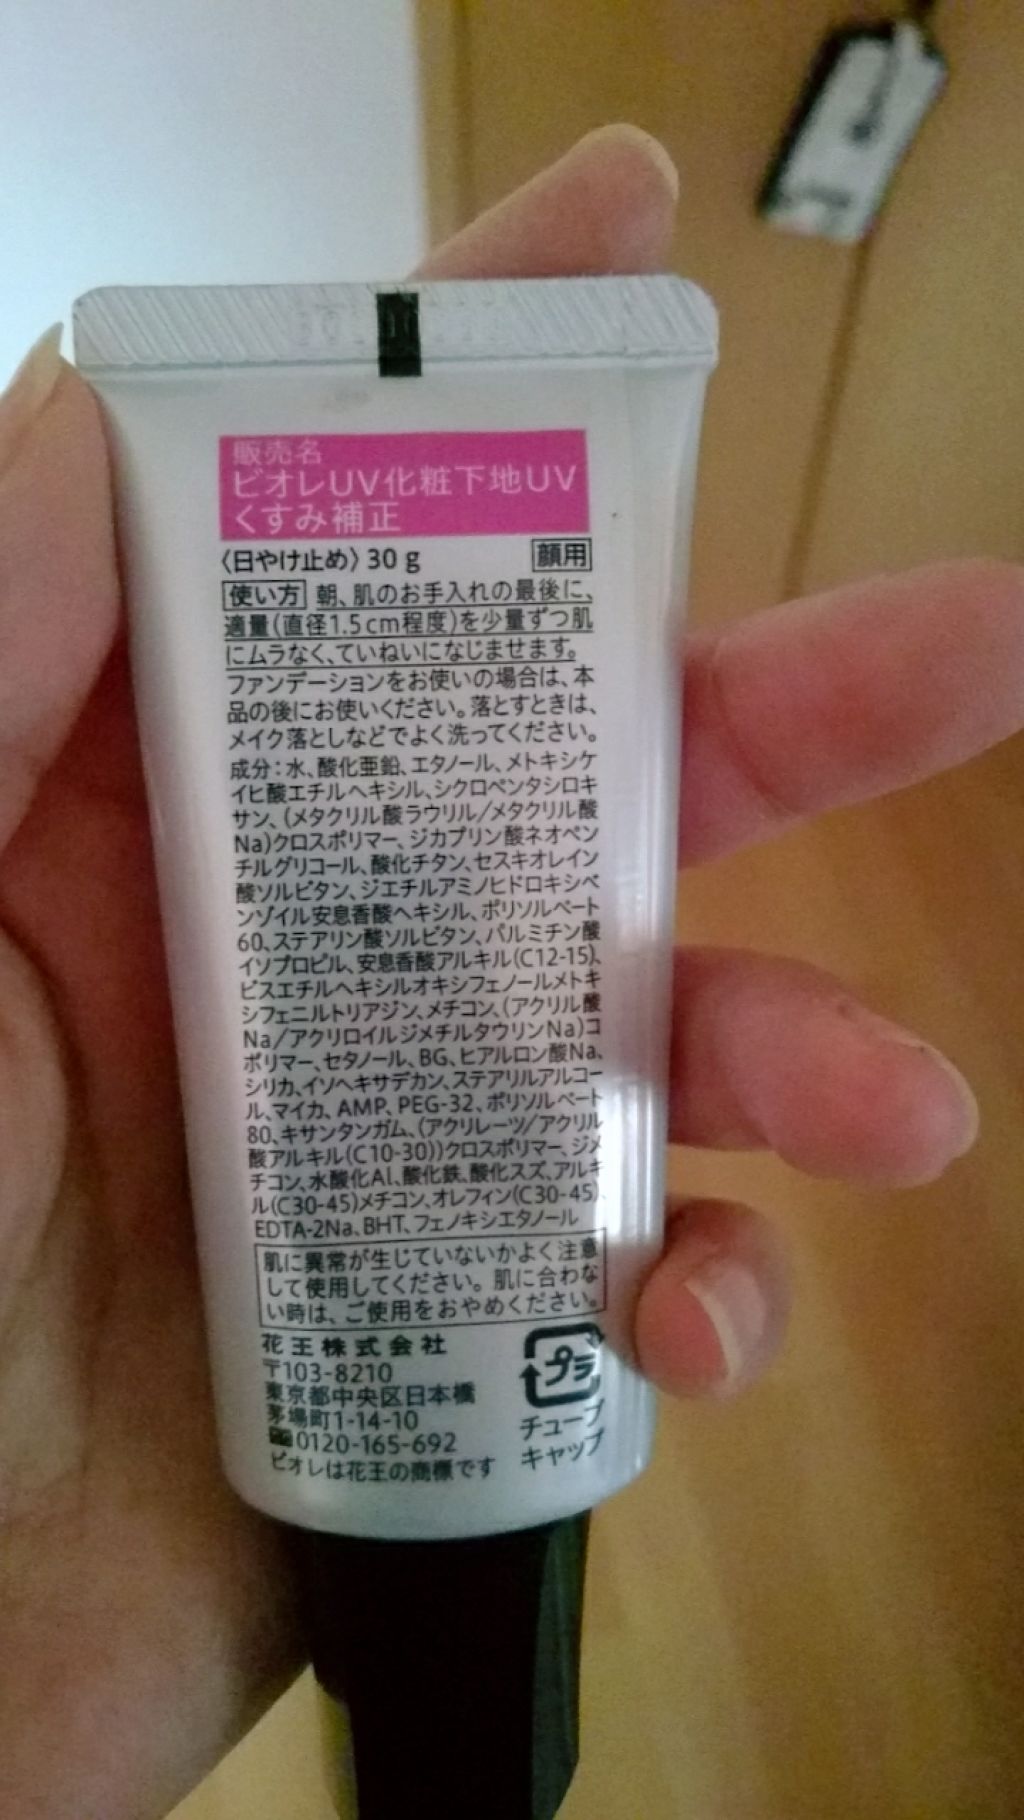 販売名
ビオレUV化粧下地UV
くすみ補正
〈日やけ止め〉30g 顔用
使い方 朝、肌のお手入れの最後に、
適量(直径1.5cm程度)を少量ずつ肌
にムラなく、ていねいになじませます。
ファンデーションをお使いの場合は、本
品の後にお使いください。落とすときは、
メイク落としなどでよく洗ってください。
成分:水、酸化亜鉛、エタノール、メトキシケ
イヒ酸エチルヘキシル、シクロペンタシロキ
サン、(メタクリル酸ラウリル/メタクリル酸
Na)クロスポリマー、ジカプリン酸ネオペン
チルグリコール、酸化チタン、セスキオレイン
酸ソルビタン、ジエチルアミノヒドロキシベ
ンゾイル安息香酸ヘキシル、ポリソルベート
60、ステアリン酸ソルビタン、パルミチン酸
イソプロピル、安息香酸アルキル(C12-15)、
ビスエチルヘキシルオキシフェノールメトキ
シフェニルトリアジン、メチコン、(アクリル酸
Na/アクリロイルジメチルタウリンNa)コ
ポリマー、セタノール、BG、ヒアルロン酸Na、
シリカ、イソヘキサデカン、ステアリルアルコー
ル、マイカ、AMP、PEG-32、ポリソルベート
80、キサンタンガム、(アクリレーツ/アクリル
酸アルキル(C10-30))クロスポリマー、ジメ
チコン、水酸化Al、酸化鉄、酸化スズ、アルキ
ル(C30-45)メチコン、オレフィン(C30-45)、
EDTA-2Na、BHT、フェノキシエタノール
肌に異常が生じていないかよく注意
して使用してください。肌に合わな
い時は、ご使用をおやめください。
花王株式会社
〒103-8210
東京都中央区日本橋
茅場町1-14-10
0120-165-692
ビオレは花王の商標です
プラ
チューブ
キャップ